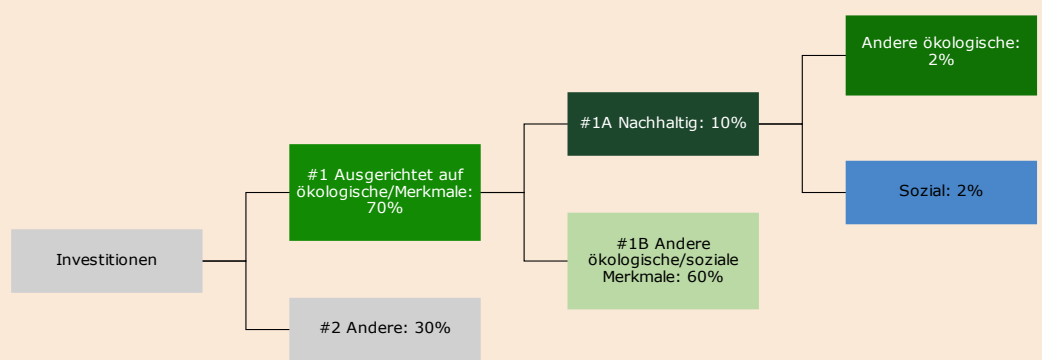 Investitionen
#1 Ausgerichtet auf
ökologische/Merkmale:
70%
#2 Andere: 30%
#1A Nachhaltig: 10%
#1B Andere
ökologische/soziale
Merkmale: 60%
Andere ökologische:
2%
Sozial: 2%